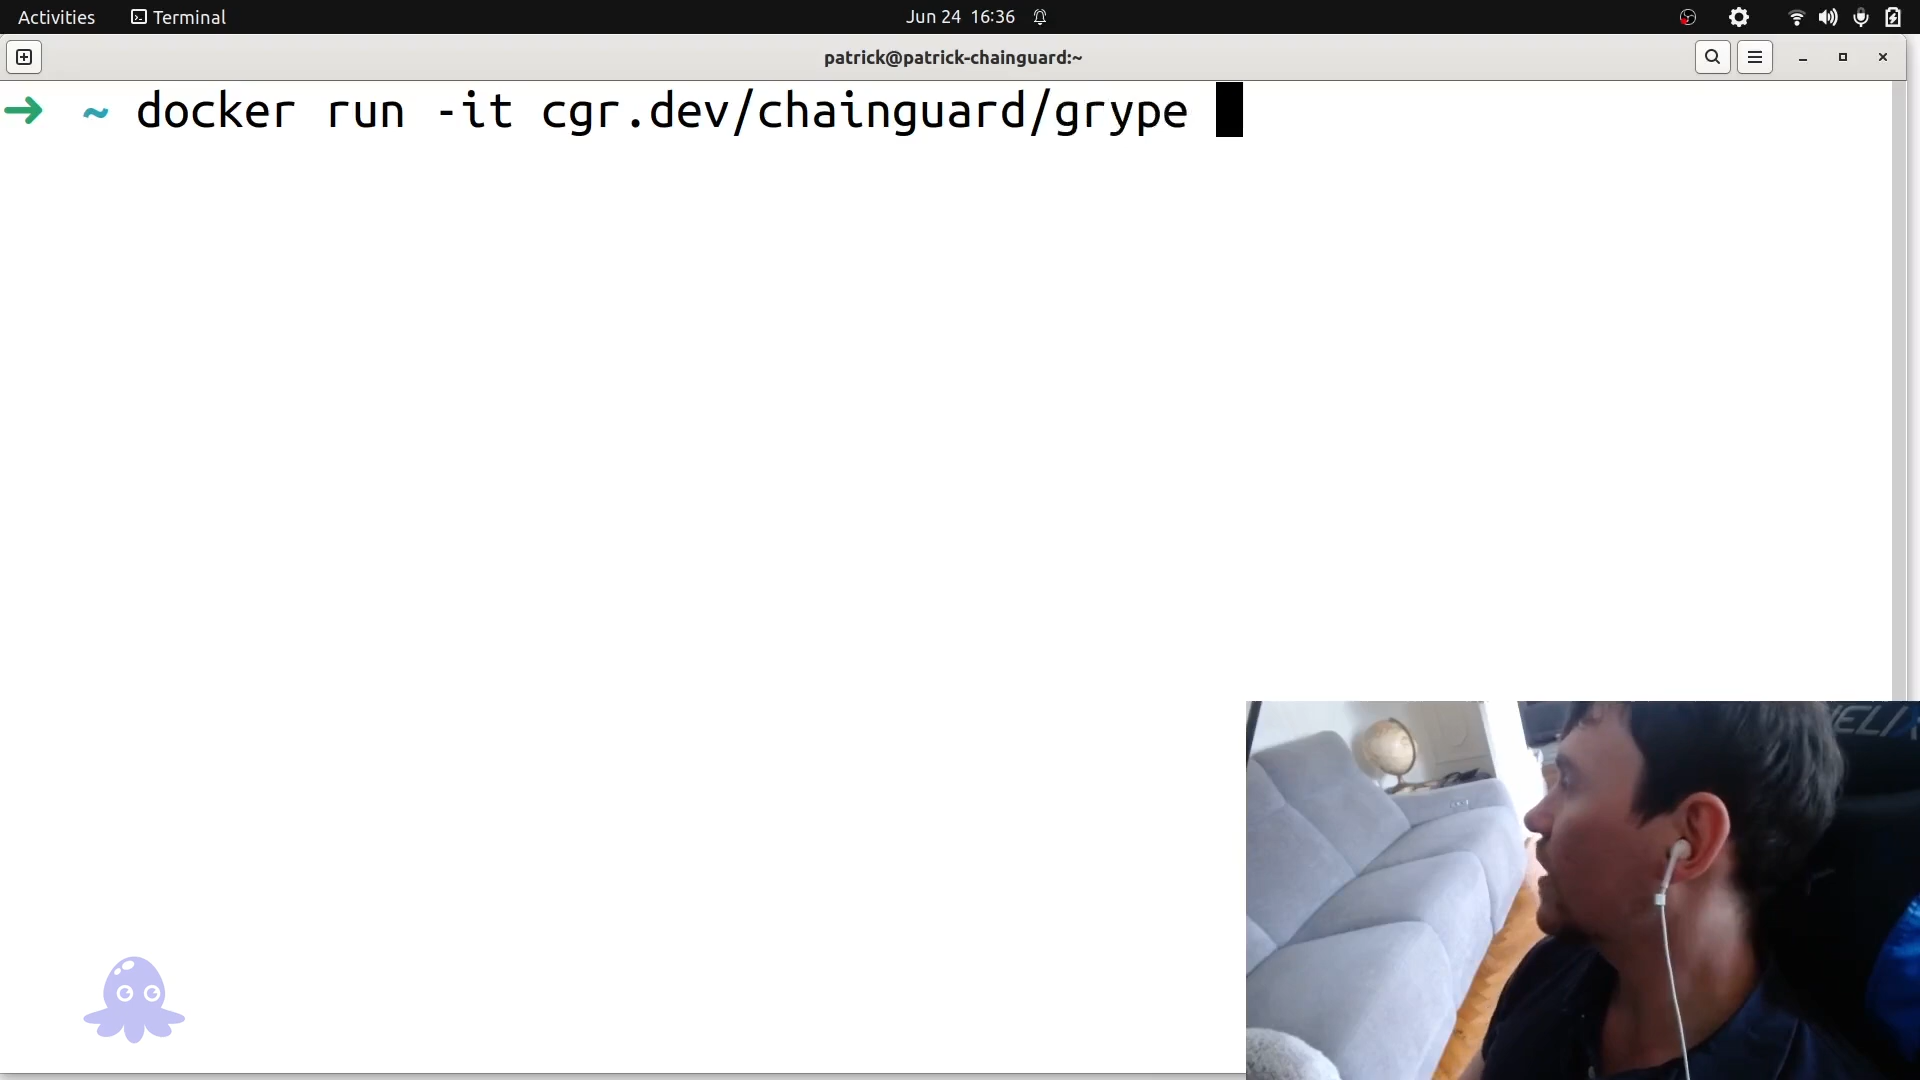 Activities
Terminal
Jun 24 16:36
patrick@patrick-chainguard:~
➜ ~ docker run -it cgr.dev/chainguard/grype